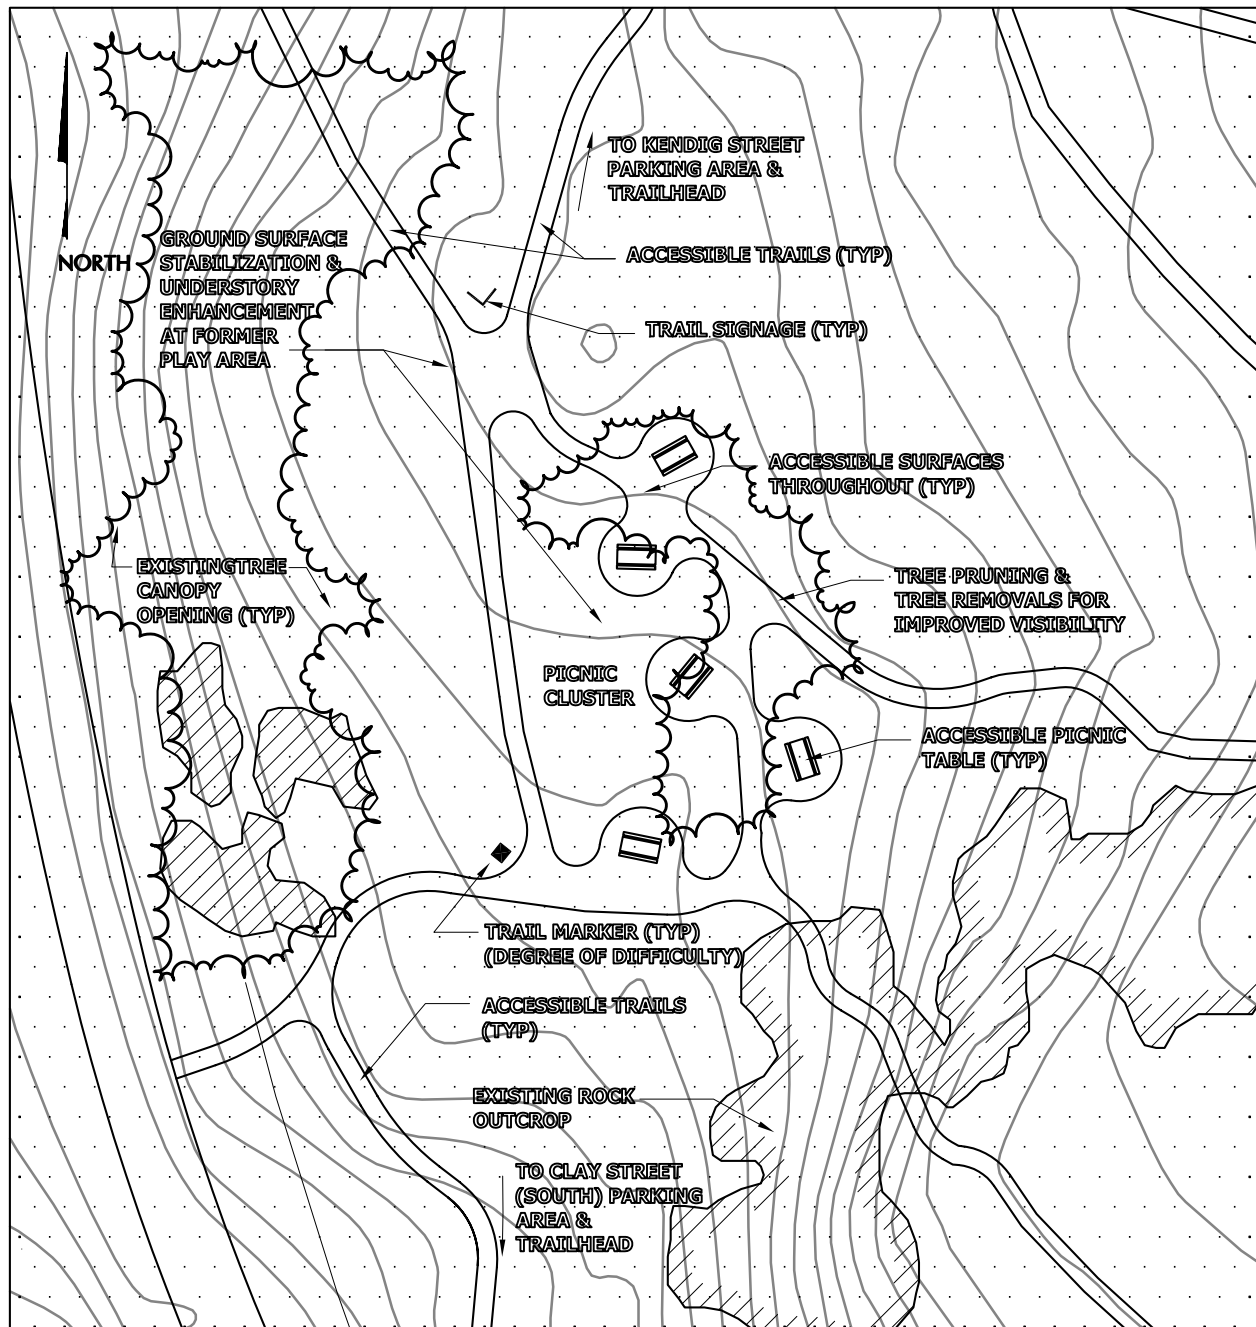 TO KENDIG STREET
PARKING AREA &
TRAILHEAD
NORTH
GROUND SURFACE
STABILIZATION &
UNDERSTORY
ENHANCEMENT
AT FORMER
PLAY AREA
ACCESSIBLE TRAILS (TYP)
TRAIL SIGNAGE (TYP)
ACCESSIBLE SURFACES
THROUGHOUT (TYP)
EXISTINGTREE
CANOPY
OPENING (TYP)
TREE PRUNING &
TREE REMOVALS FOR
IMPROVED VISIBILITY
PICNIC
CLUSTER
ACCESSIBLE PICNIC
TABLE (TYP)
TRAIL MARKER (TYP)
(DEGREE OF DIFFICULTY)
ACCESSIBLE TRAILS
(TYP)
EXISTING ROCK
OUTCROP
TO CLAY STREET
(SOUTH) PARKING
AREA &
TRAILHEAD